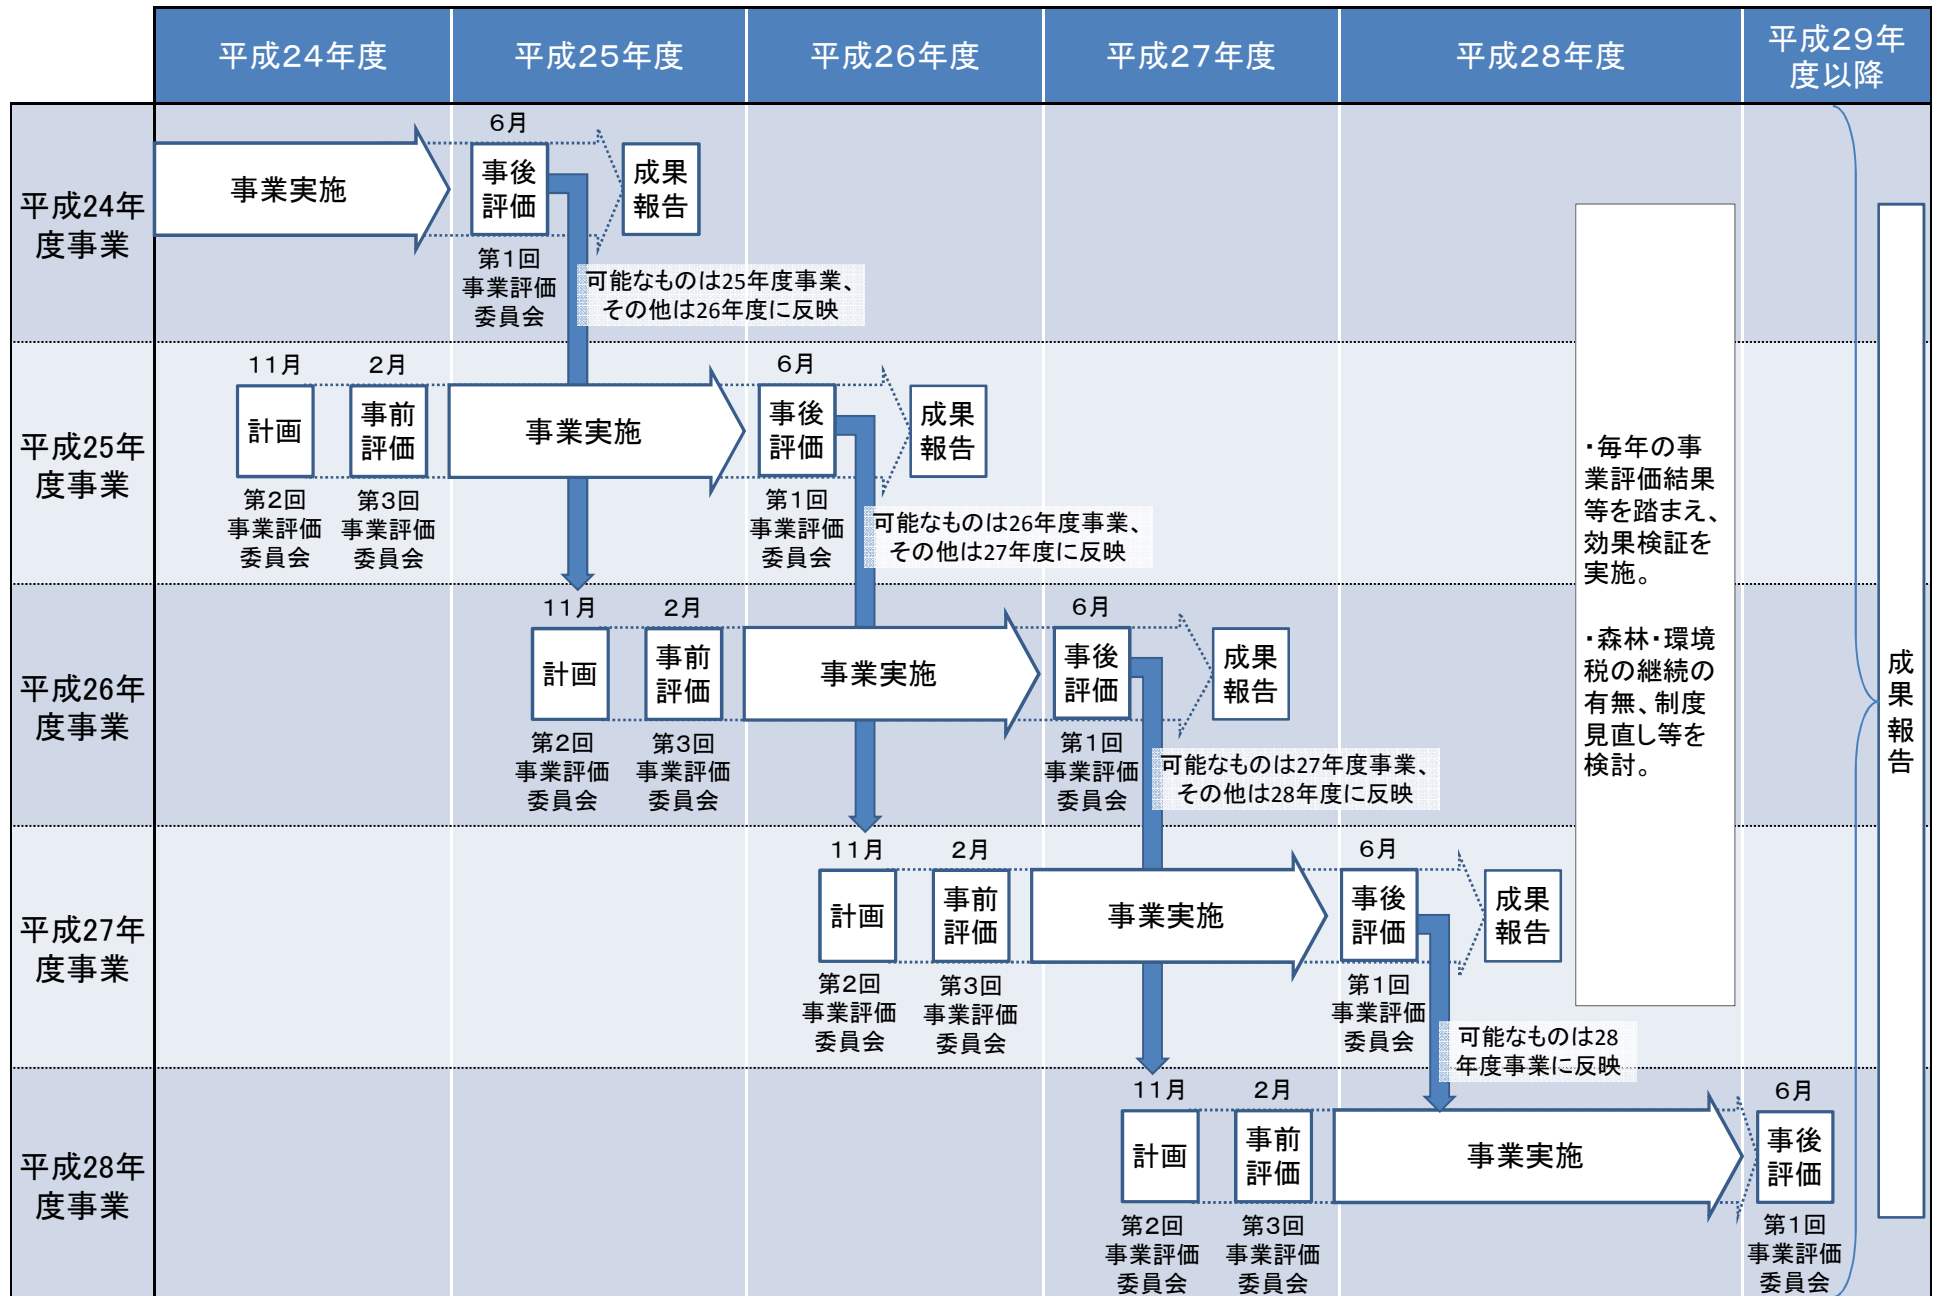 平成24年度
平成25年度
平成26年度
平成27年度
平成28年度
平成29年
度以降
平成24年
度事業
事業実施
6月
事後
評価
第1回
事業評価
委員会
成果
報告
可能なものは25年度事業、
その他は26年度に反映
平成25年
度事業
11月
計画
第2回
事業評価
委員会
2月
事前
評価
第3回
事業評価
委員会
事業実施
6月
事後
評価
第1回
事業評価
委員会
成果
報告
可能なものは26年度事業、
その他は27年度に反映
平成26年
度事業
11月
計画
第2回
事業評価
委員会
2月
事前
評価
第3回
事業評価
委員会
事業実施
6月
事後
評価
第1回
事業評価
委員会
成果
報告
可能なものは27年度事業、
その他は28年度に反映
平成27年
度事業
11月
計画
第2回
事業評価
委員会
2月
事前
評価
第3回
事業評価
委員会
事業実施
6月
事後
評価
第1回
事業評価
委員会
成果
報告
可能なものは28
年度事業に反映
平成28年
度事業
11月
計画
第2回
事業評価
委員会
2月
事前
評価
第3回
事業評価
委員会
事業実施
6月
事後
評価
第1回
事業評価
委員会
・毎年の事
業評価結果
等を踏まえ、
効果検証を
実施。
・森林・環境
税の継続の
有無、制度
見直し等を
検討。
成果報告